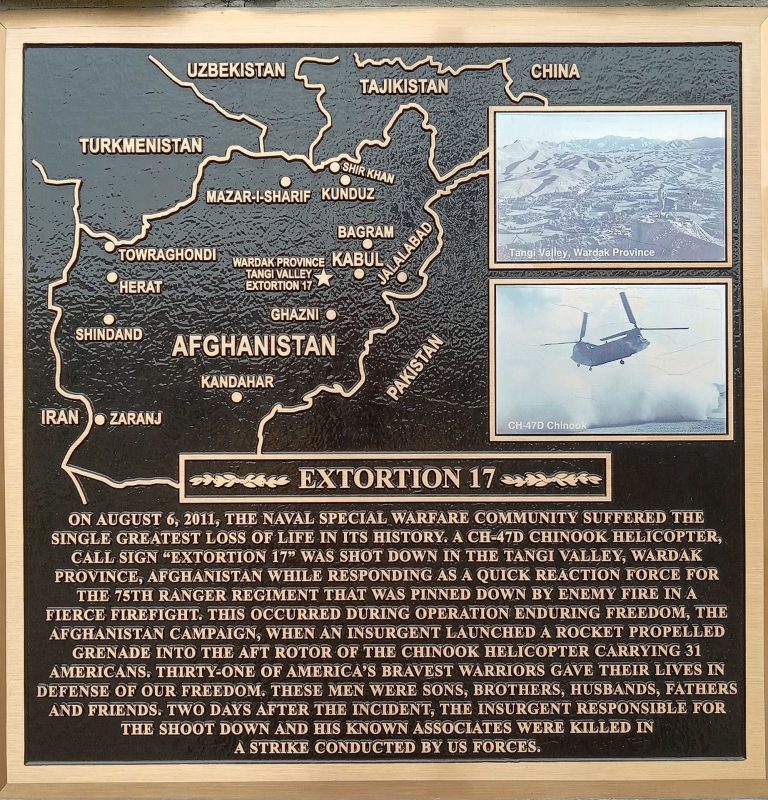 UZBEKISTAN
TAJIKISTAN
CHINA
TURKMENISTAN
SHIR KHAN
MAZAR-I-SHARIF
KUNDUZ
BAGRAM
TOWRAGHONDI
WARDAK PROVINCE
TANGI VALLEY
EXTORTION 17
KABUL
JALALABAD
HERAT
Tangi Valley, Wardak Province
SHINDAND
GHAZNI
AFGHANISTAN
PAKISTAN
KANDAHAR
IRAN
ZARANJ
CH-47D Chinook
EXTORTION 17
ON AUGUST 6, 2011, THE NAVAL SPECIAL WARFARE COMMUNITY SUFFERED THE
SINGLE GREATEST LOSS OF LIFE IN ITS HISTORY. A CH-47D CHINOOK HELICOPTER,
CALL SIGN “EXTORTION 17” WAS SHOT DOWN IN THE TANGI VALLEY, WARDAK
PROVINCE, AFGHANISTAN WHILE RESPONDING AS A QUICK REACTION FORCE FOR
THE 75TH RANGER REGIMENT THAT WAS PINNED DOWN BY ENEMY FIRE IN A
FIERCE FIREFIGHT. THIS OCCURRED DURING OPERATION ENDURING FREEDOM, THE
AFGHANISTAN CAMPAIGN, WHEN AN INSURGENT LAUNCHED A ROCKET PROPELLED
GRENADE INTO THE AFT ROTOR OF THE CHINOOK HELICOPTER CARRYING 31
AMERICANS. THIRTY-ONE OF AMERICA’S BRAVEST WARRIORS GAVE THEIR LIVES IN
DEFENSE OF OUR FREEDOM. THESE MEN WERE SONS, BROTHERS, HUSBANDS, FATHERS
AND FRIENDS. TWO DAYS AFTER THE INCIDENT, THE INSURGENT RESPONSIBLE FOR
THE SHOOT DOWN AND HIS KNOWN ASSOCIATES WERE KILLED IN
A STRIKE CONDUCTED BY US FORCES.